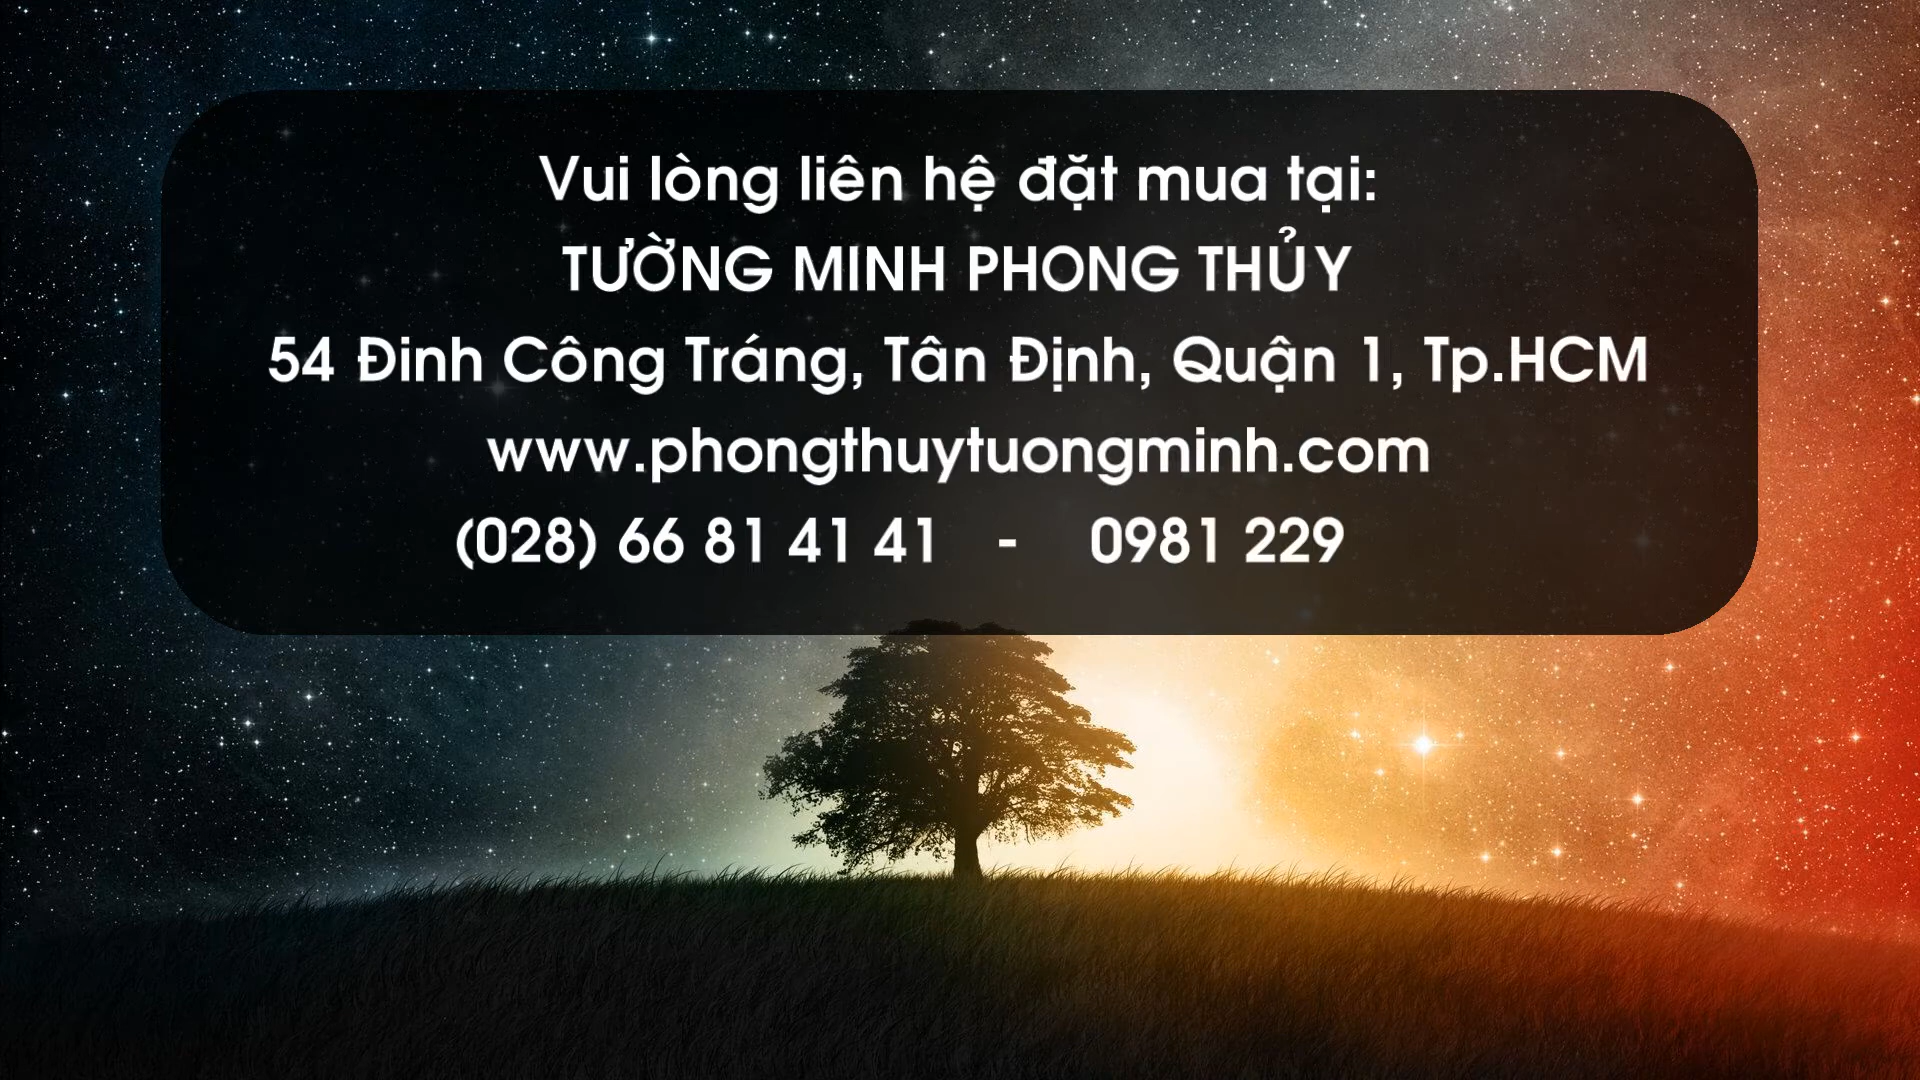 Vui lòng liên hệ đặt mua tại:
TƯỜNG MINH PHONG THỦY
54 Đinh Công Tráng, Tân Định, Quận 1, Tp.HCM
www.phongthuytuongminh.com
(028) 66 81 41 41 - 0981 229